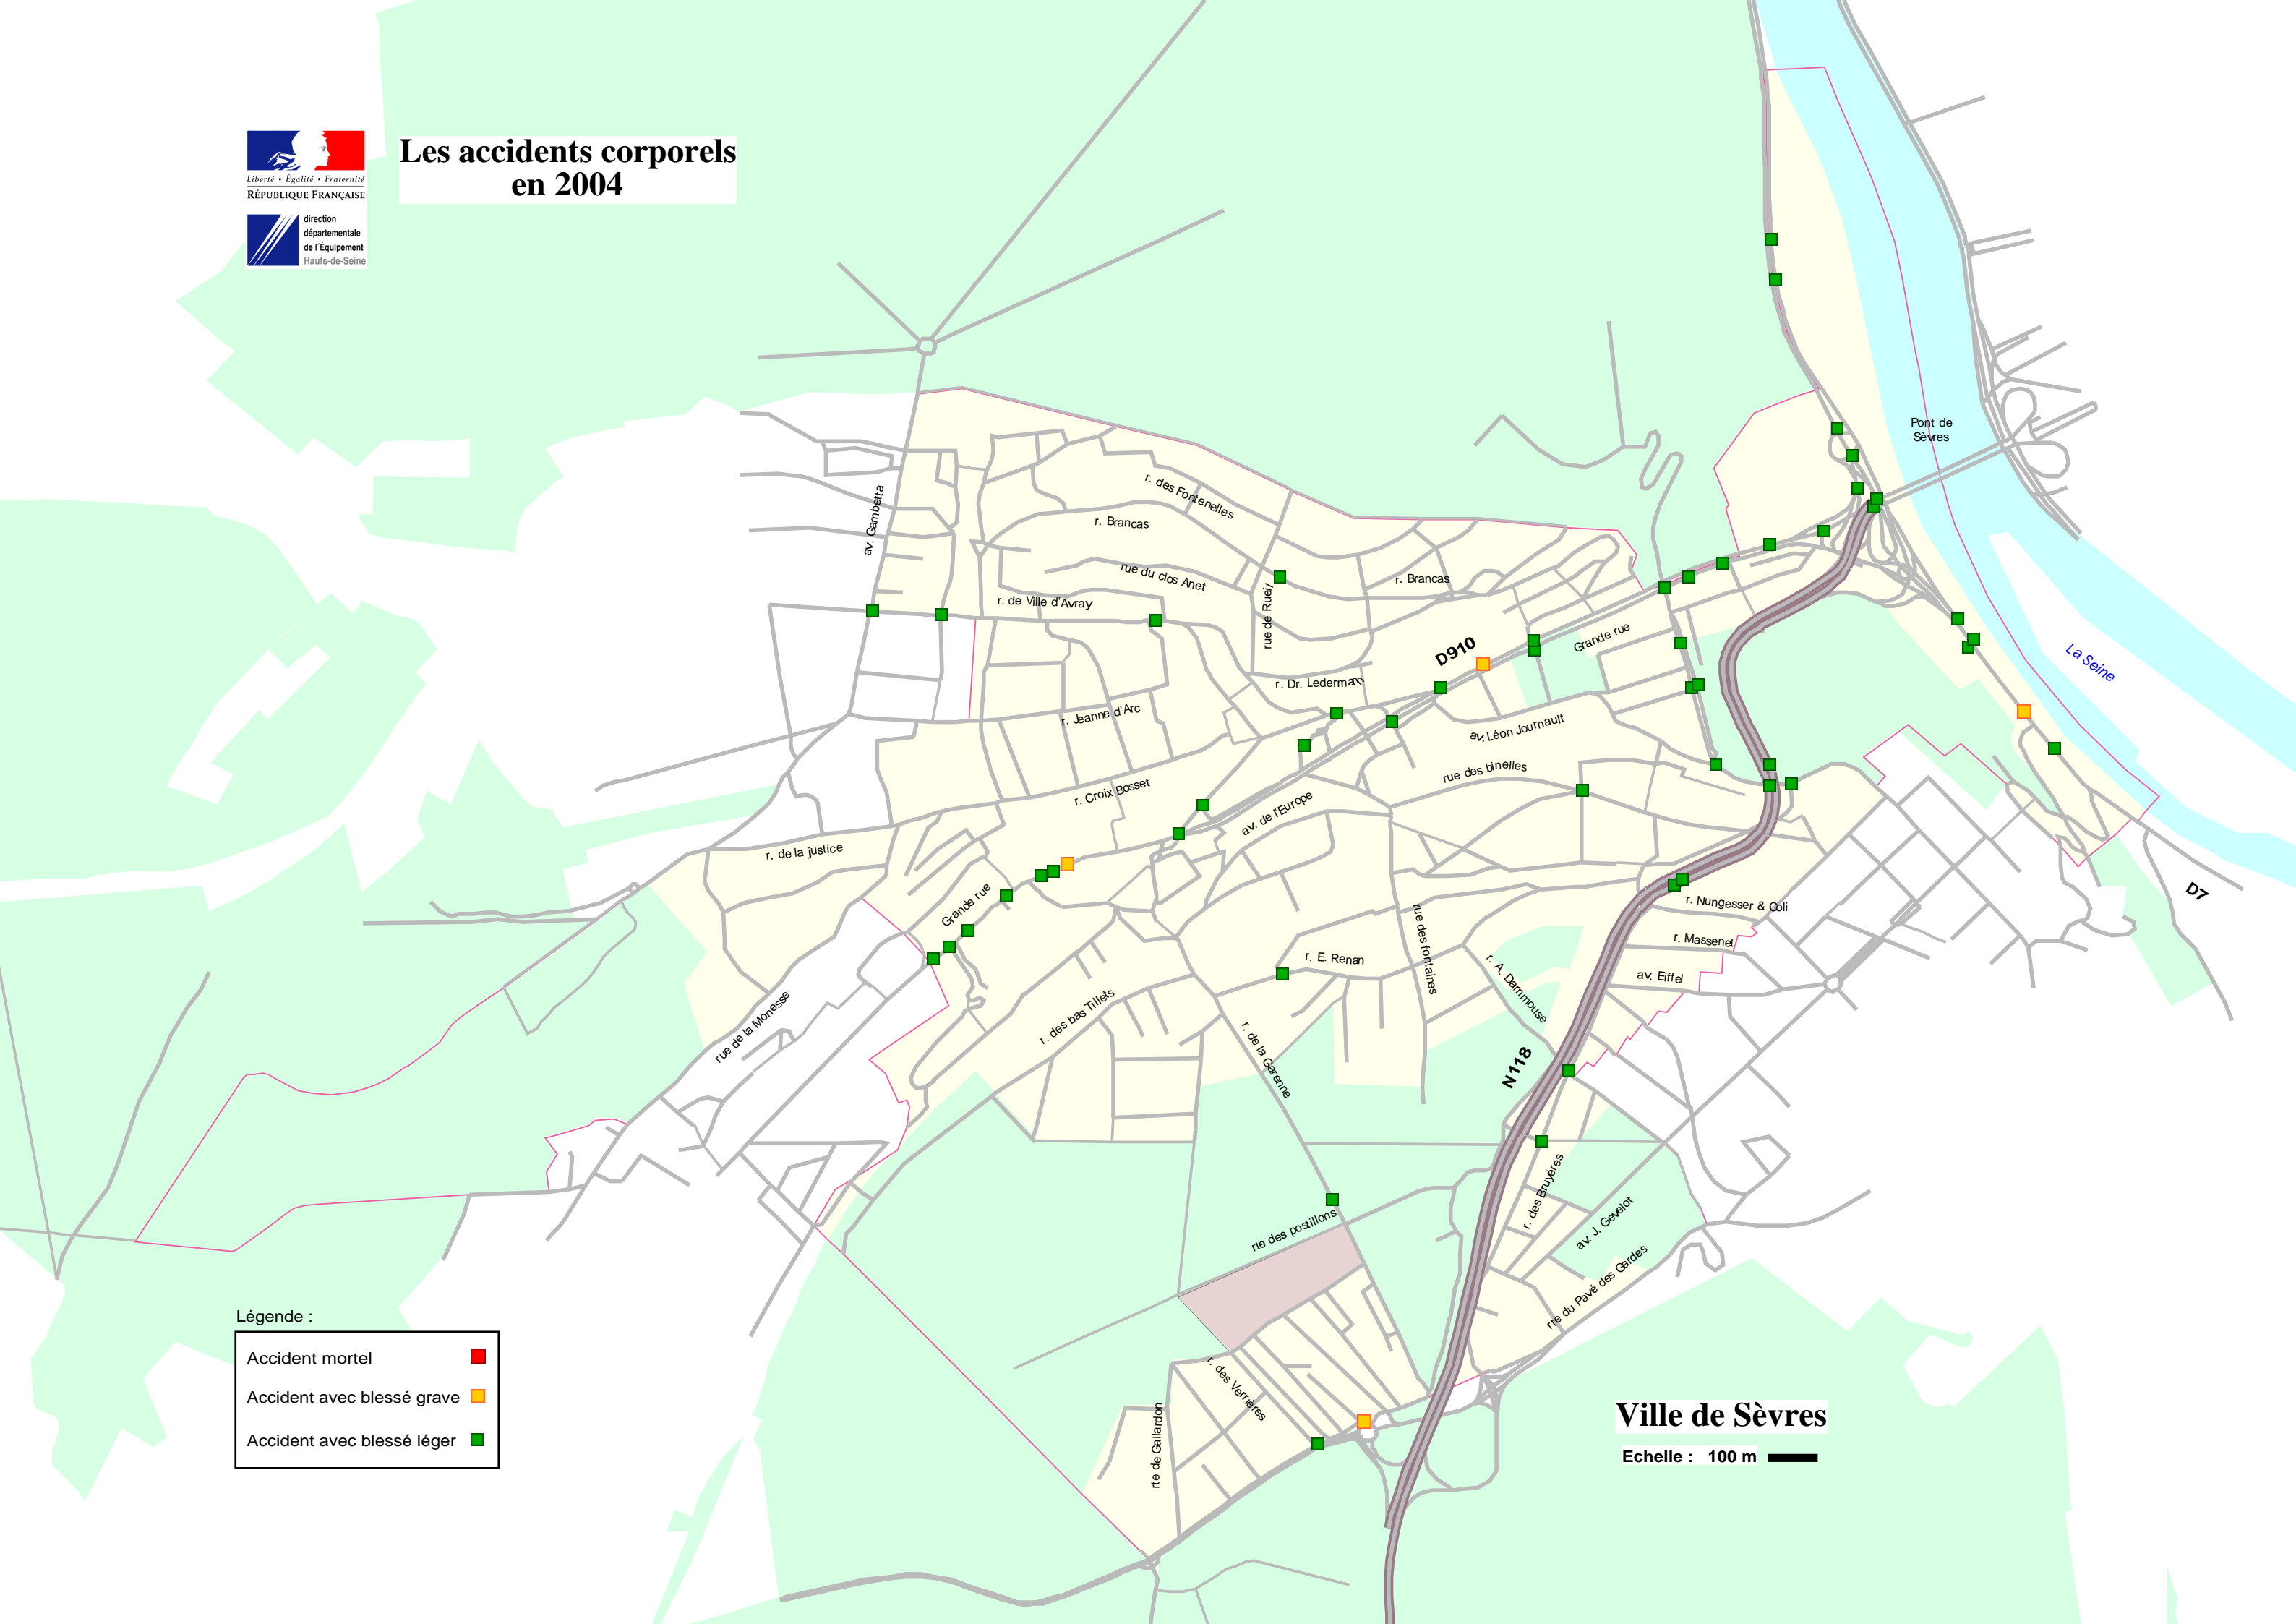 Les accidents corporels
en 2004
Liberté • Égalité • Fraternité
RÉPUBLIQUE FRANÇAISE
direction
départementale
de l'Équipement
Hauts-de-Seine
Pont de
Sèvres
r. des Fontenelles
av. Gambetta
r. Brancas
rue du clos Anet
r. Brancas
r. de Ville d'Avray
rue de Rueil
Grande rue
D910
La Seine
r. Dr. Ledermann
r. Jeanne d'Arc
av. Léon Journault
rue des binelles
r. Croix Bosset
av. de l'Europe
r. de la justice
Grande rue
D7
r. Nungesser & Coli
rue des fontaines
r. Massenet
r. E. Renan
r. A. Dammouse
av. Eiffel
rue de la Monesse
r. des bas Tillets
r. de la Garenne
N118
r. des Bruyères
rte des postillons
av. J. Gevelot
rte du Pavé des Gardes
Légende :
Accident mortel
Accident avec blessé grave
Accident avec blessé léger
r. des Verrières
rte de Gallardon
Ville de Sèvres
Echelle : 100 m